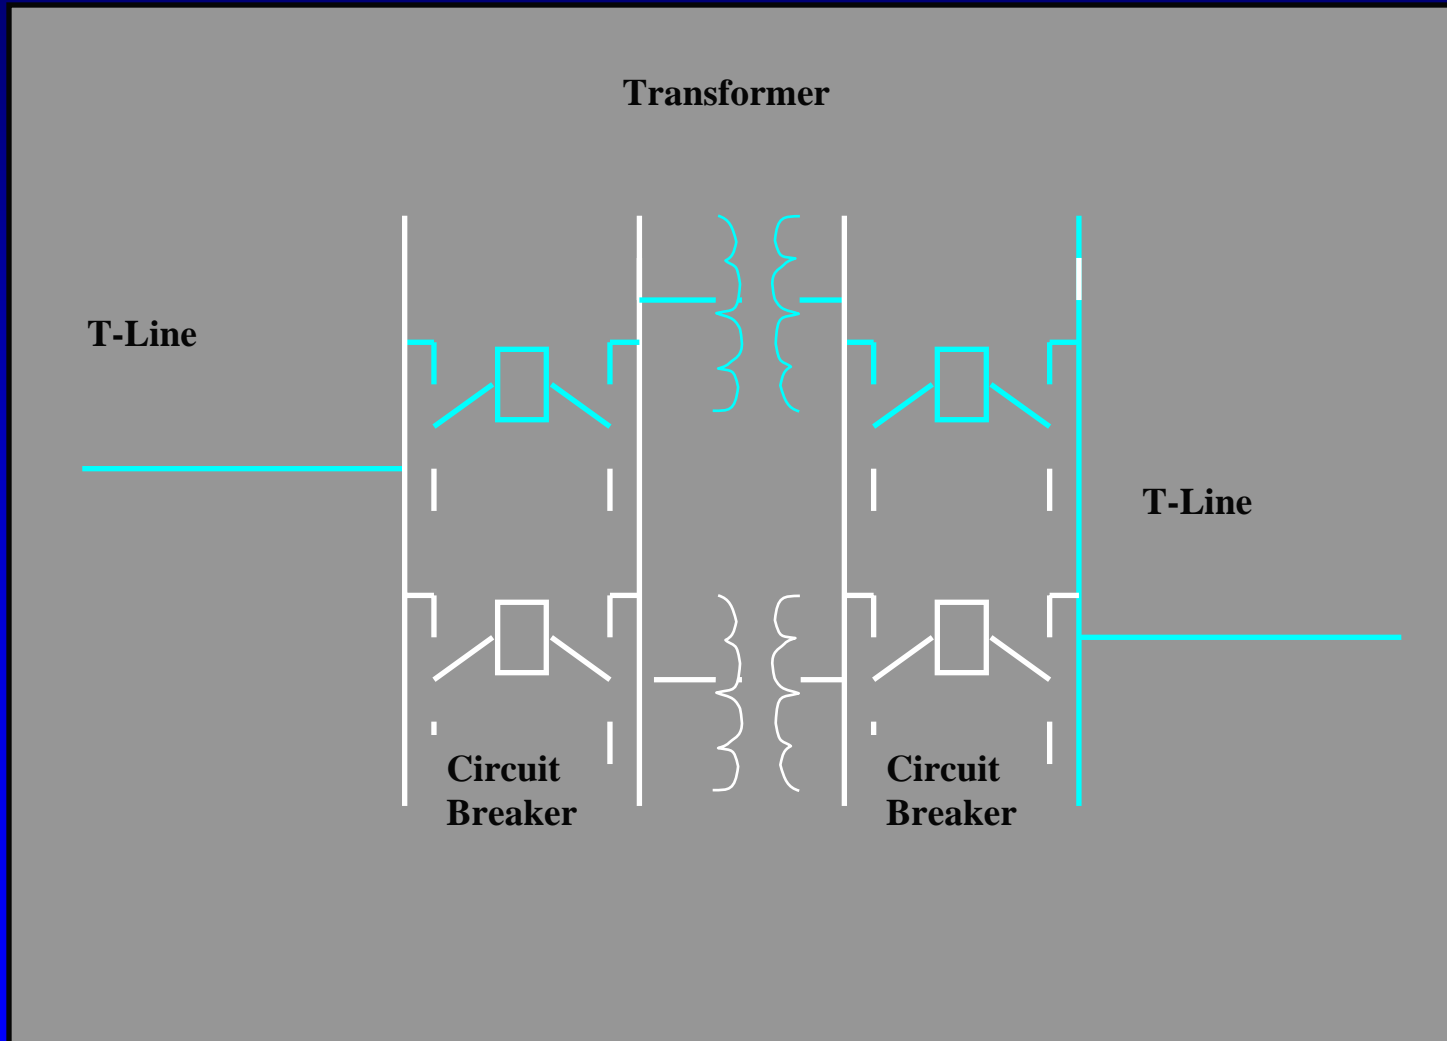 Transformer
T-Line
T-Line
Circuit
Breaker
Circuit
Breaker